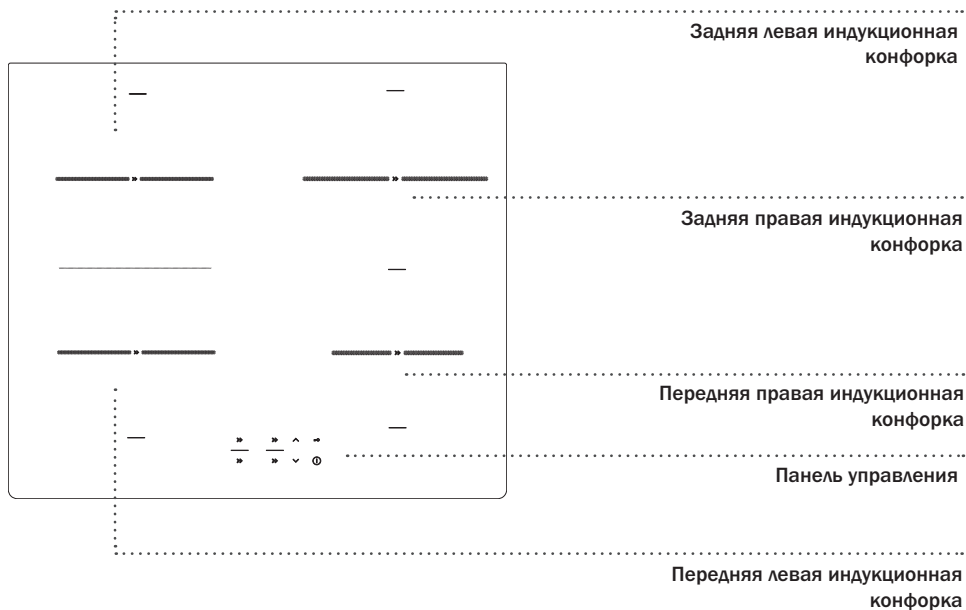 Задняя левая индукционная
конфорка
Задняя правая индукционная
конфорка
Передняя правая индукционная
конфорка
Панель управления
Передняя левая индукционная
конфорка